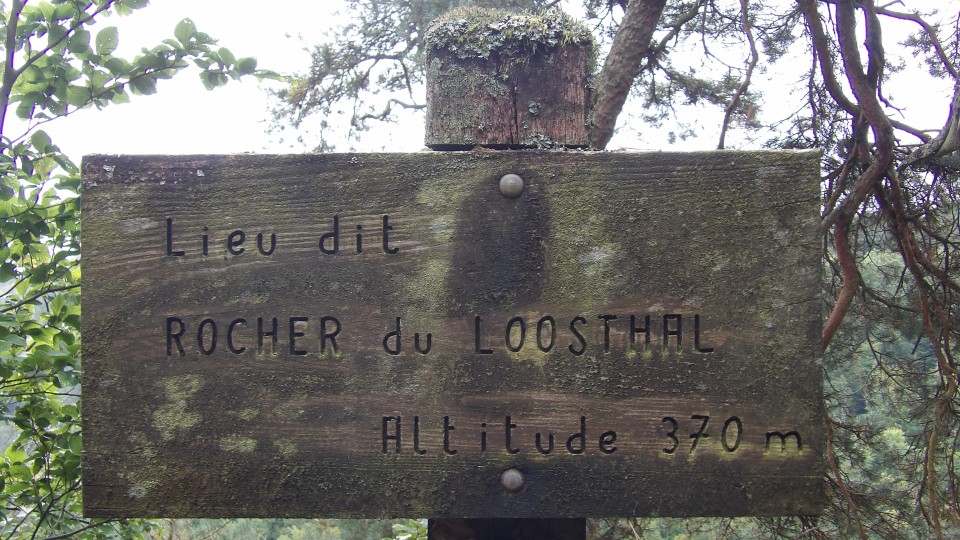 Lieu dit
ROCHER du LOOSTHAL
Altitude 370 m